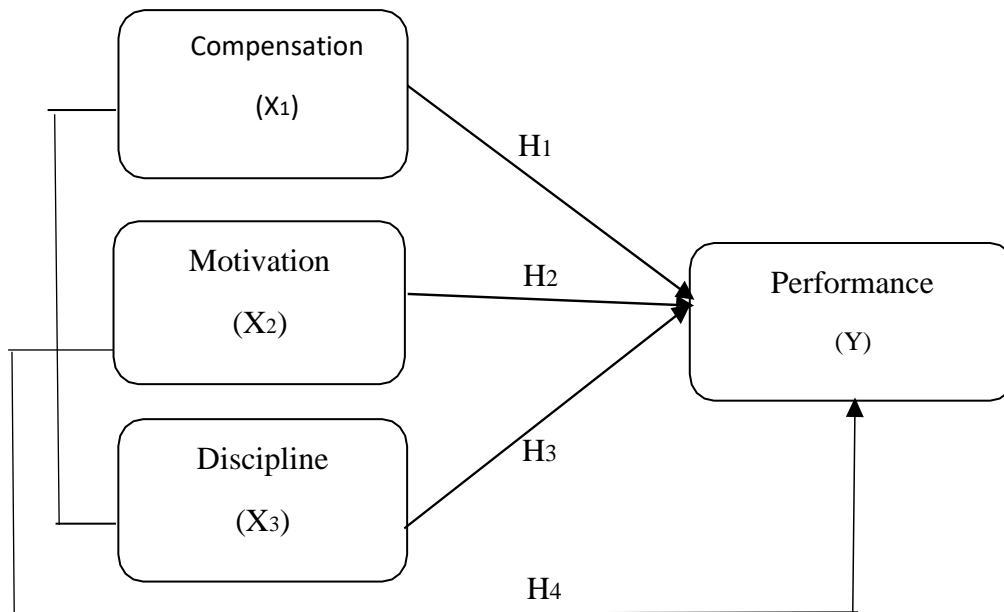 Compensation
(X1)
H1
Motivation
(X2)
H2
Performance
(Y)
Discipline
(X3)
H3
H4